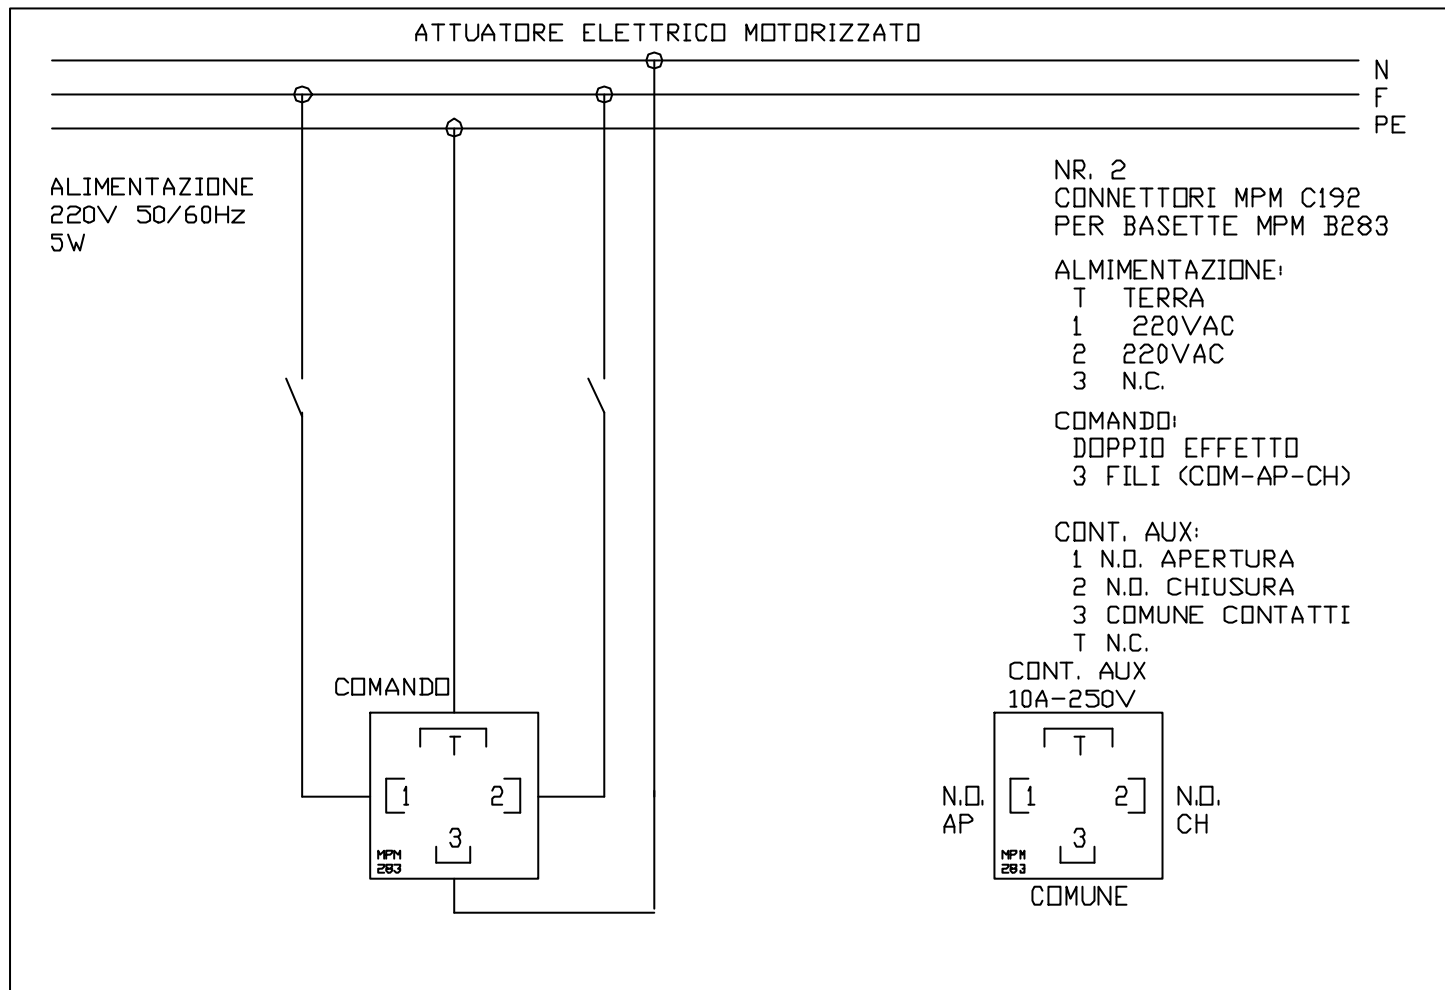 ATTUATORE ELETTRICO MOTORIZZATO
N
F
PE
ALIMENTAZIONE
220V 50/60Hz
5W
NR. 2
CONNETTORI MPM C192
PER BASETTE MPM B283
ALMIMENTAZIONE:
T TERRA
1 220VAC
2 220VAC
3 N.C.
COMANDO:
DOPPIO EFFETTO
3 FILI (COM-AP-CH)
CONT. AUX:
1 N.O. APERTURA
2 N.O. CHIUSURA
3 COMUNE CONTATTI
T N.C.
COMANDO
T
1 2
3
MPM
283
CONT. AUX
10A-250V
T
N.O.
AP
1 2
N.O.
CH
3
MPM
283
COMUNE